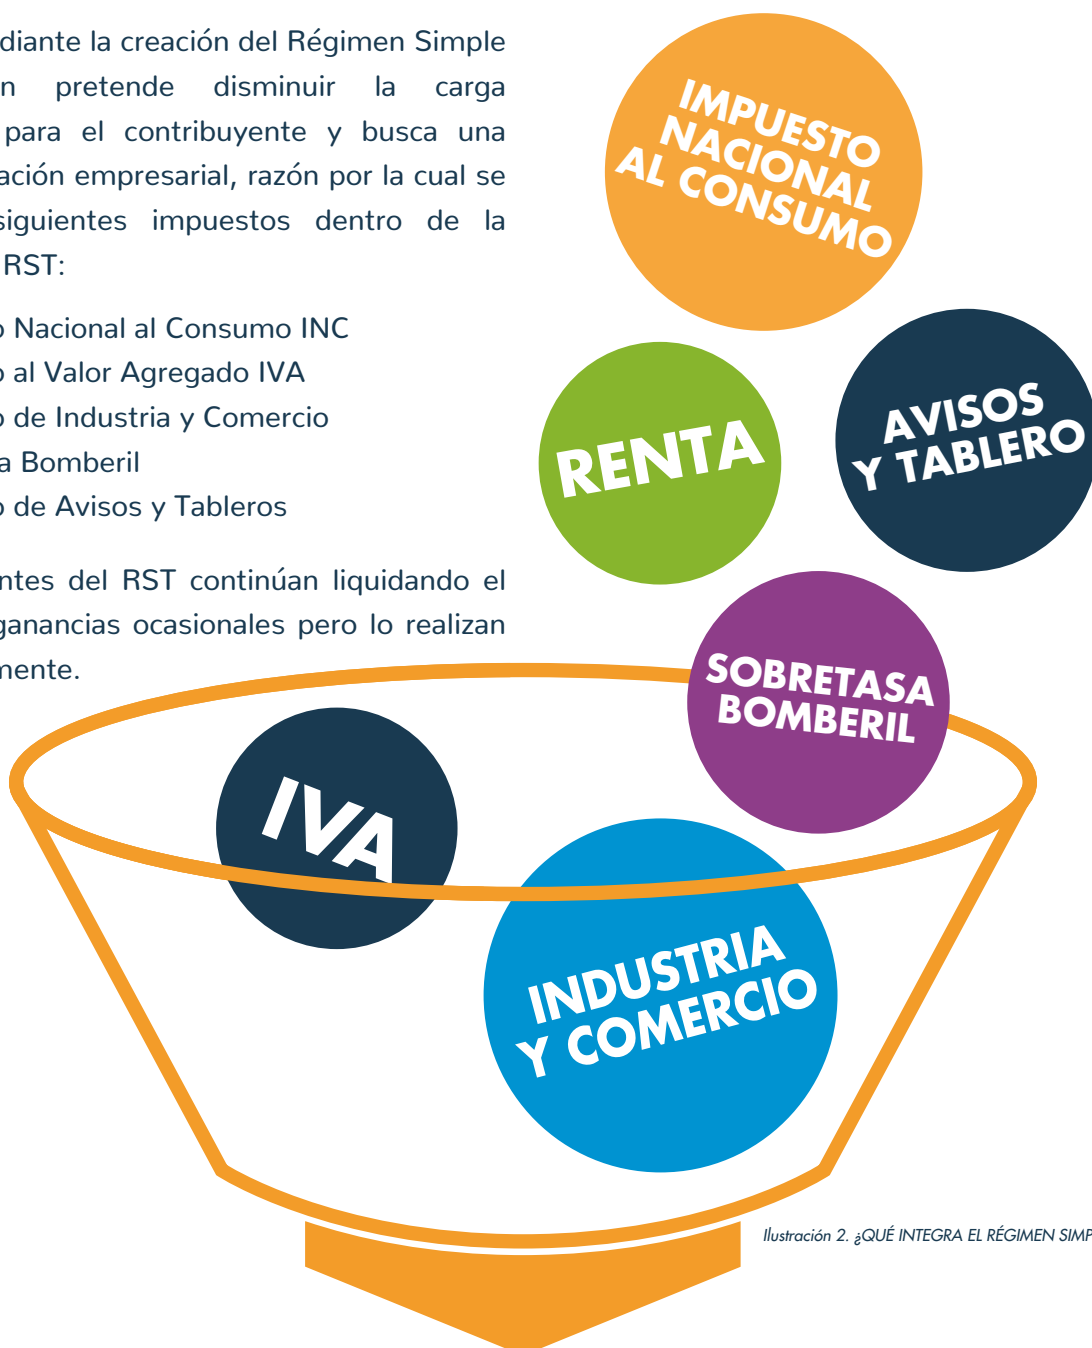 diante la creación del Régimen Simple
n pretende disminuir la carga
para el contribuyente y busca una
ación empresarial, razón por la cual se
siguientes impuestos dentro de la
RST:
o Nacional al Consumo INC
o al Valor Agregado IVA
o de Industria y Comercio
a Bomberil
o de Avisos y Tableros
ntes del RST continúan liquidando el
ganancias ocasionales pero lo realizan
mente.
IMPUESTO
NACIONAL
AL CONSUMO
RENTA
AVISOS
Y TABLERO
SOBRETASA
BOMBERIL
IVA
INDUSTRIA
Y COMERCIO
Ilustración 2. ¿QUÉ INTEGRA EL RÉGIMEN SIMP